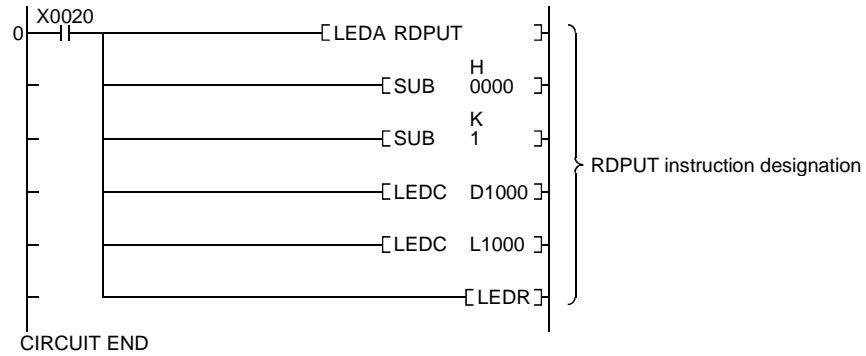 X0020
0 LEDA RDPUT
SUB H 0000
SUB K 1
RDPUT instruction designation
LEDC D1000
LEDC L1000
LEDR
CIRCUIT END